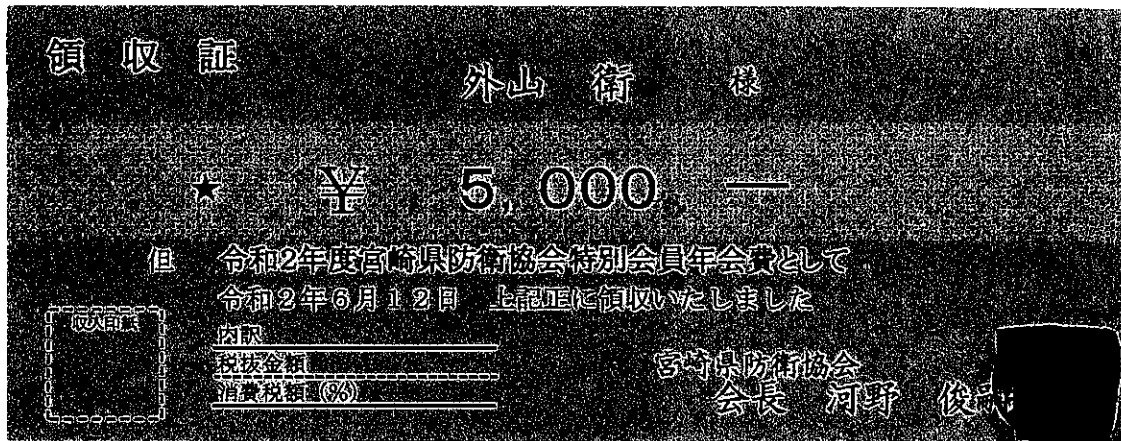 領収証
外山 衛 様
★ ¥ 5,000 —
但 令和2年度宮崎県防衛協会特別会員年会費として
令和2年6月12日 上記正に領収いたしました
収入印紙
内訳
税抜金額
消費税額(%)
宮崎県防衛協会
会長 河野 俊